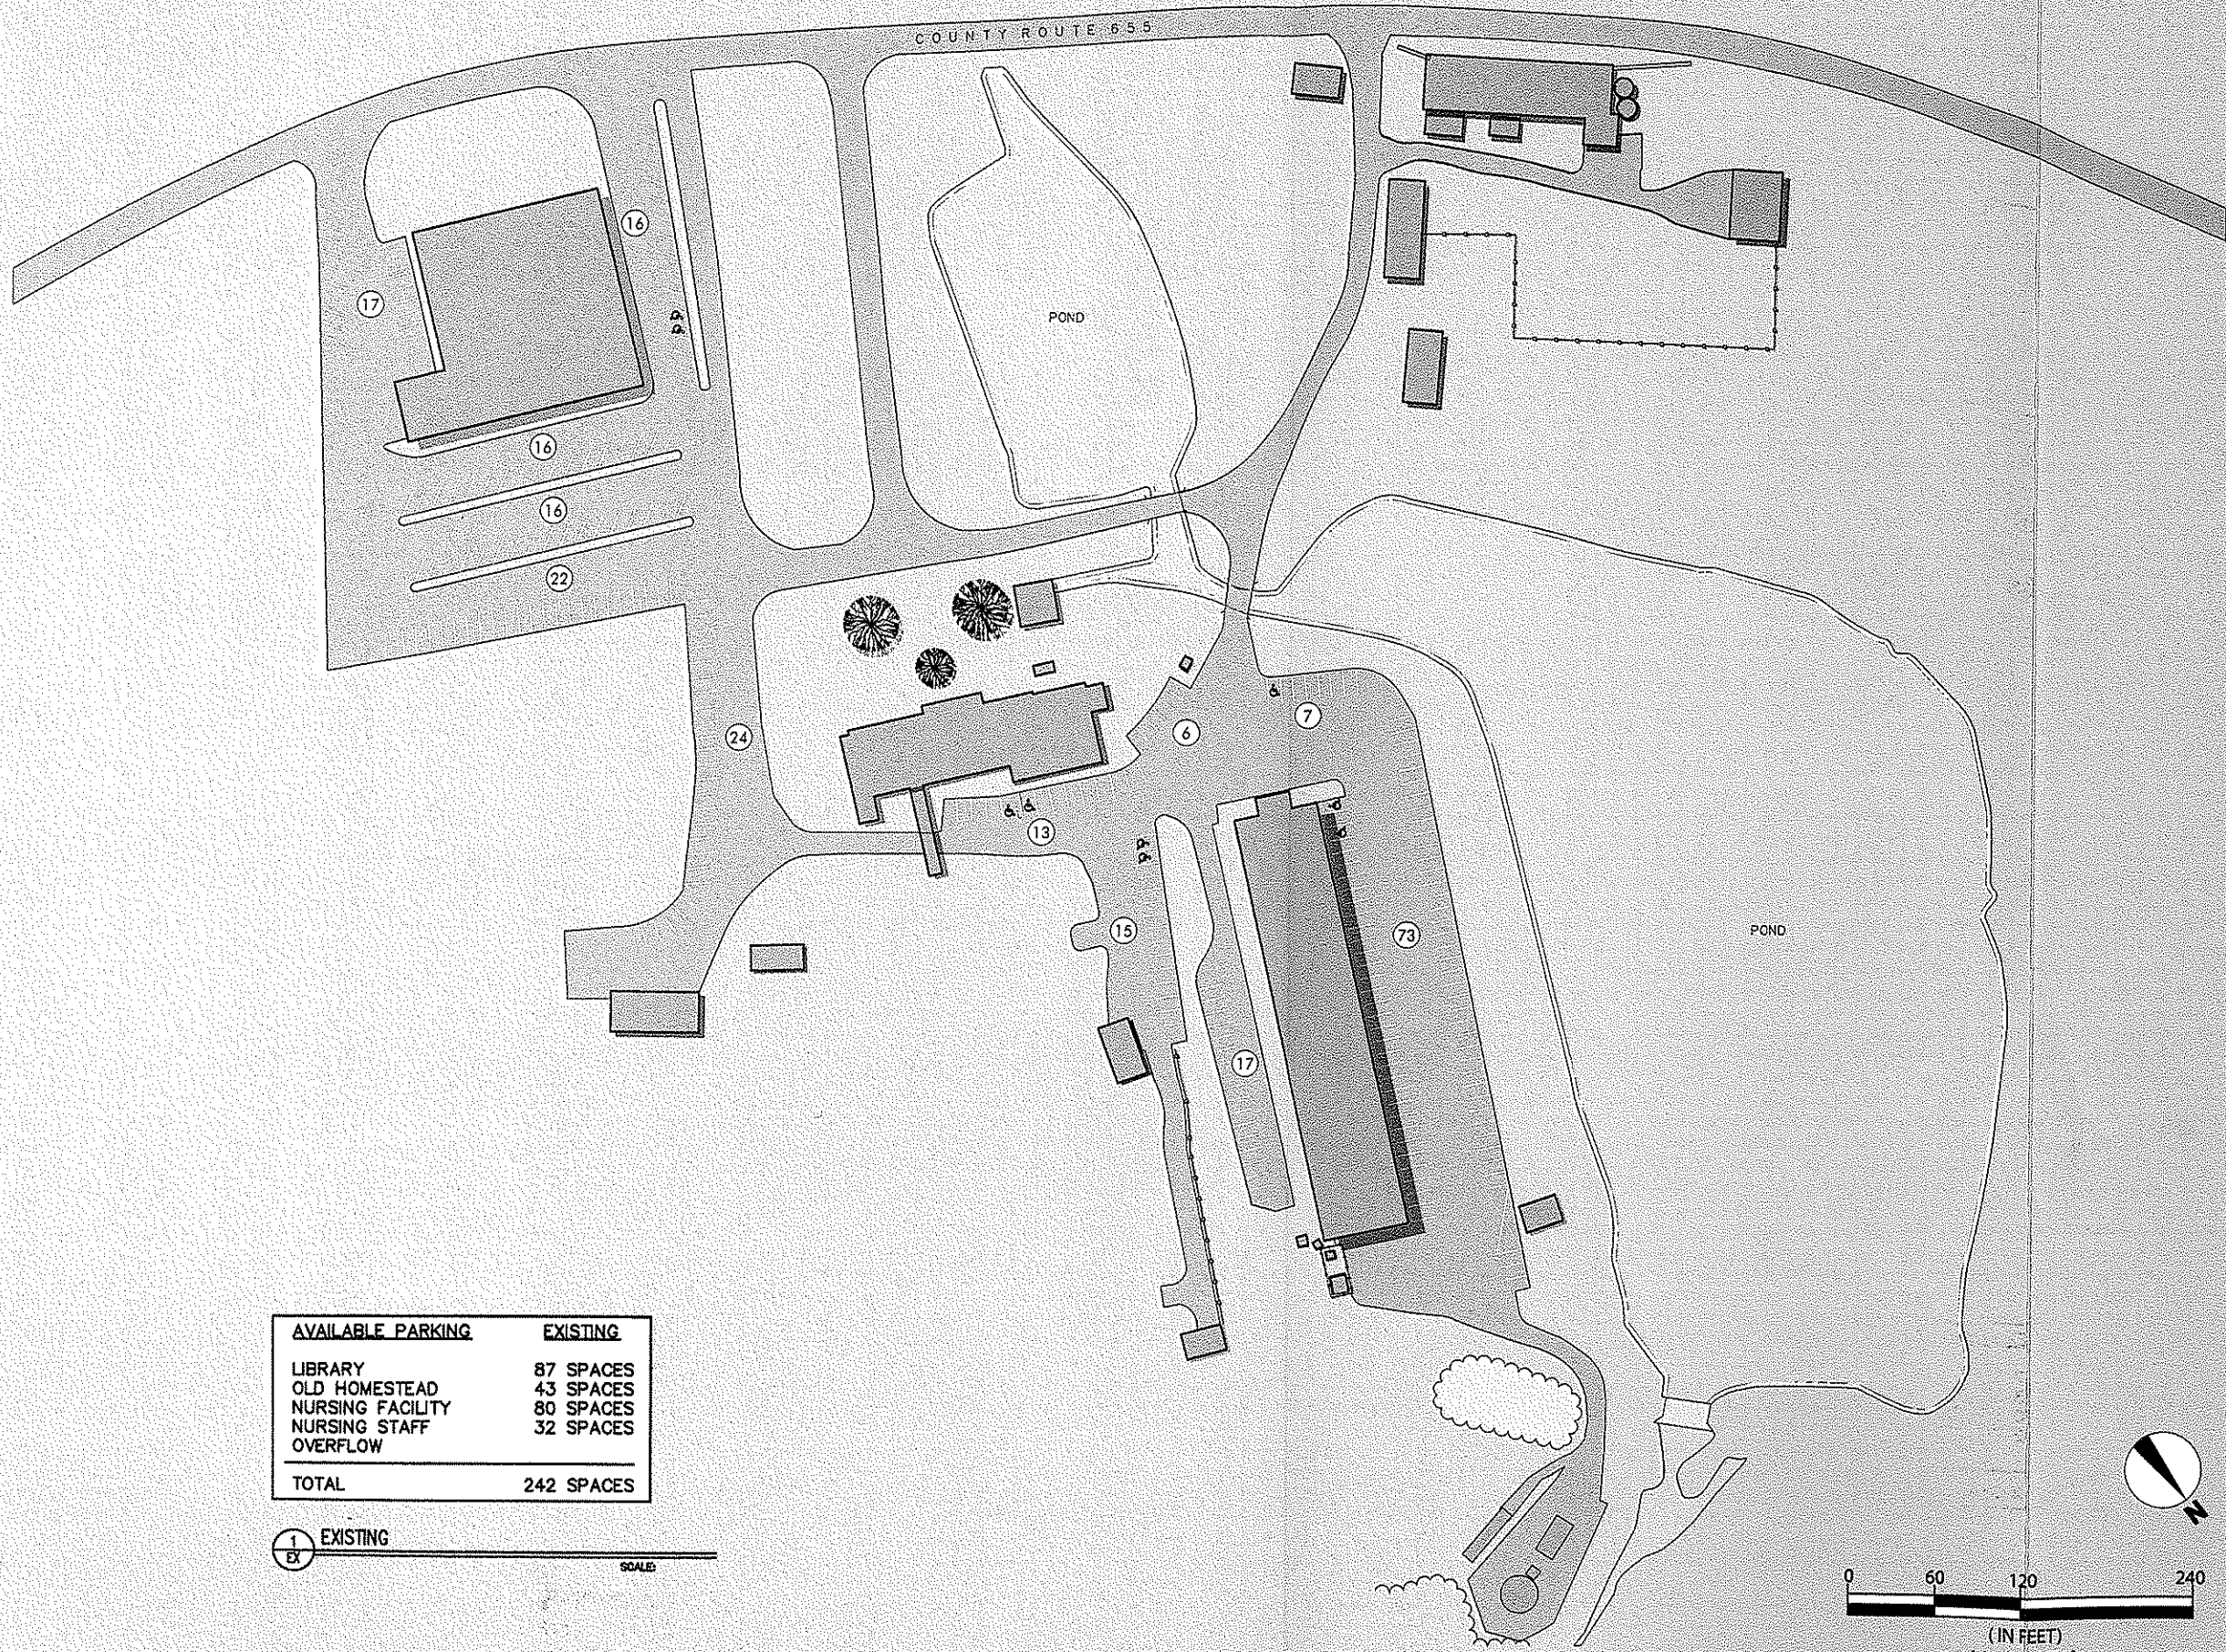 COUNTY ROUTE 655
16
17
POND
16
16
22
24
7
6
13
15
73
POND
17
AVAILABLE PARKING EXISTING
LIBRARY 87 SPACES
OLD HOMESTEAD 43 SPACES
NURSING FACILITY 80 SPACES
NURSING STAFF 32 SPACES
OVERFLOW
TOTAL 242 SPACES
1 EXISTING
EX
SCALE:
N
0 60 120 240
(IN FEET)